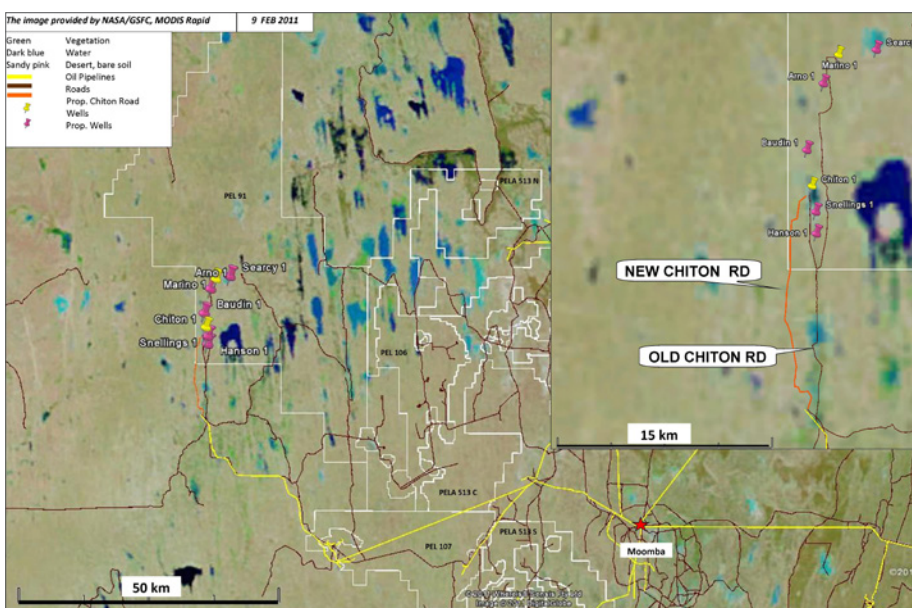 The image provided by NASA/GSFC, MODIS Rapid
9 FEB 2011
Green Vegetation
Dark blue Water
Sandy pink Desert, bare soil
Oil Pipelines
Roads
Prop. Chiton Road
Wells
Prop. Wells
PEL 91
PELA 513 N
Arno 1
Searcy 1
Marino 1
Baudin 1
Chiton 1
Snellings 1
Hanson 1
PEL 106
PELA 513 C
PEL 107
PELA 513 S
Moomba
50 km
Searc
Marino 1
Arno 1
Baudin 1
Chiton 1
Snellings 1
Hanson 1
NEW CHITON RD
OLD CHITON RD
15 km